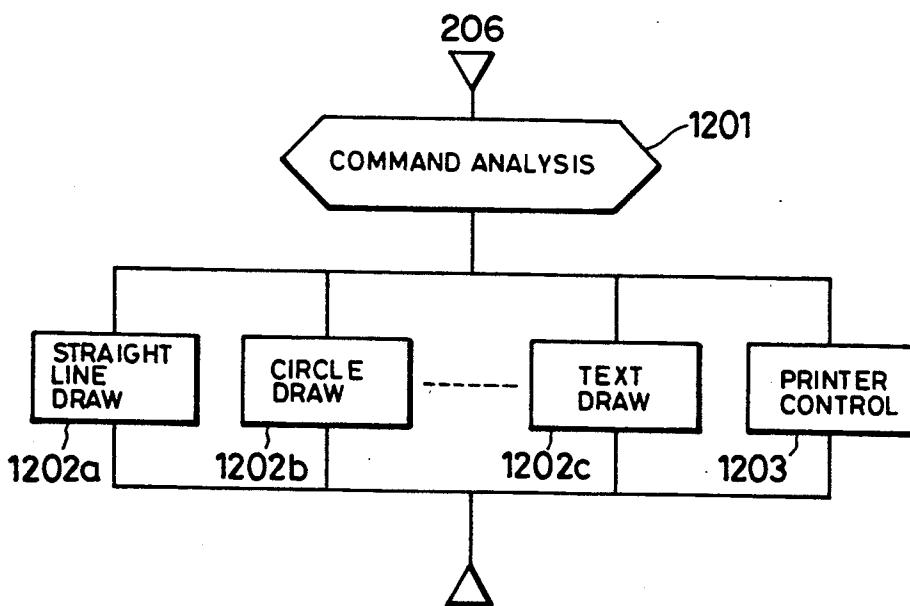 206
1201
COMMAND ANALYSIS
STRAIGHT
LINE
DRAW
CIRCLE
DRAW
TEXT
DRAW
PRINTER
CONTROL
1202a
1202b
1202c
1203